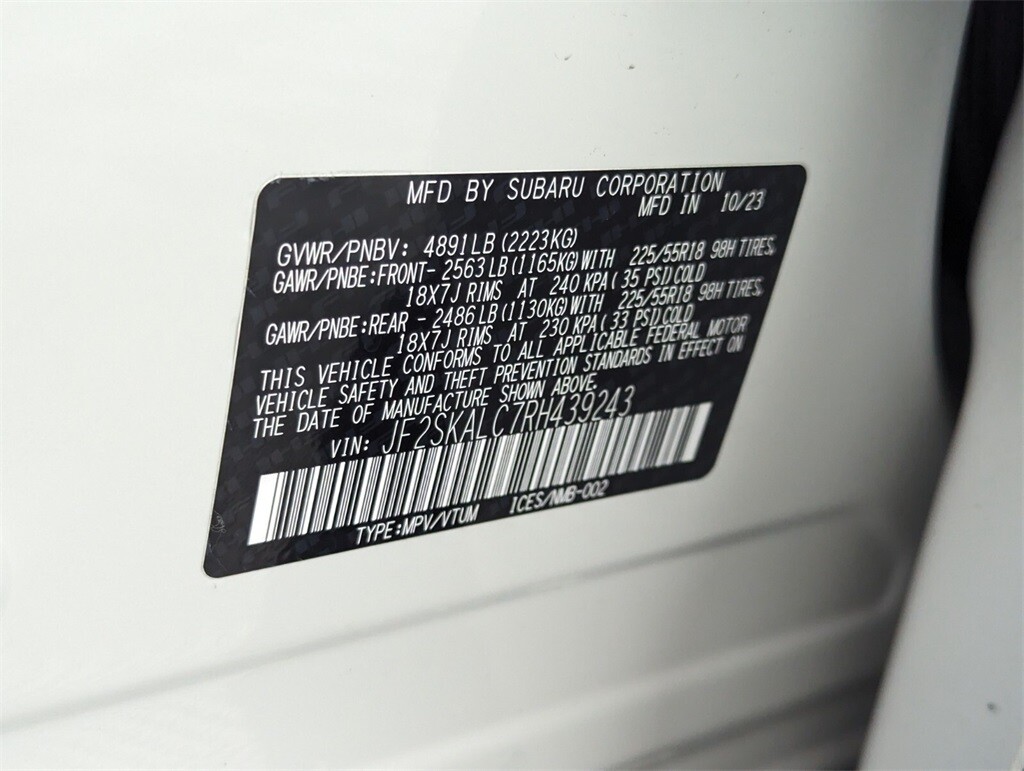 MFD BY SUBARU CORPORATION
MFD IN 10/23
GVWR/PNBV: 4891LB(2223KG)
GAWR/PNBE:FRONT- 2563LB(1165KG)WITH 225/55R18 98H TIRES,
18X7J RIMS AT 240 KPA( 35 PSI)COLD
GAWR/PNBE:REAR - 2486LB(1130KG)WITH 225/55R18 98H TIRES,
18X7J RIMS AT 230 KPA( 33 PSI)COLD
THIS VEHICLE CONFORMS TO ALL APPLICABLE FEDERAL MOTOR
VEHICLE SAFETY AND THEFT PREVENTION STANDARDS IN EFFECT ON
THE DATE OF MANUFACTURE SHOWN ABOVE.
VIN: JF2SKALC7RH439243
TYPE:MPV/VTUM ICES/NMB-002